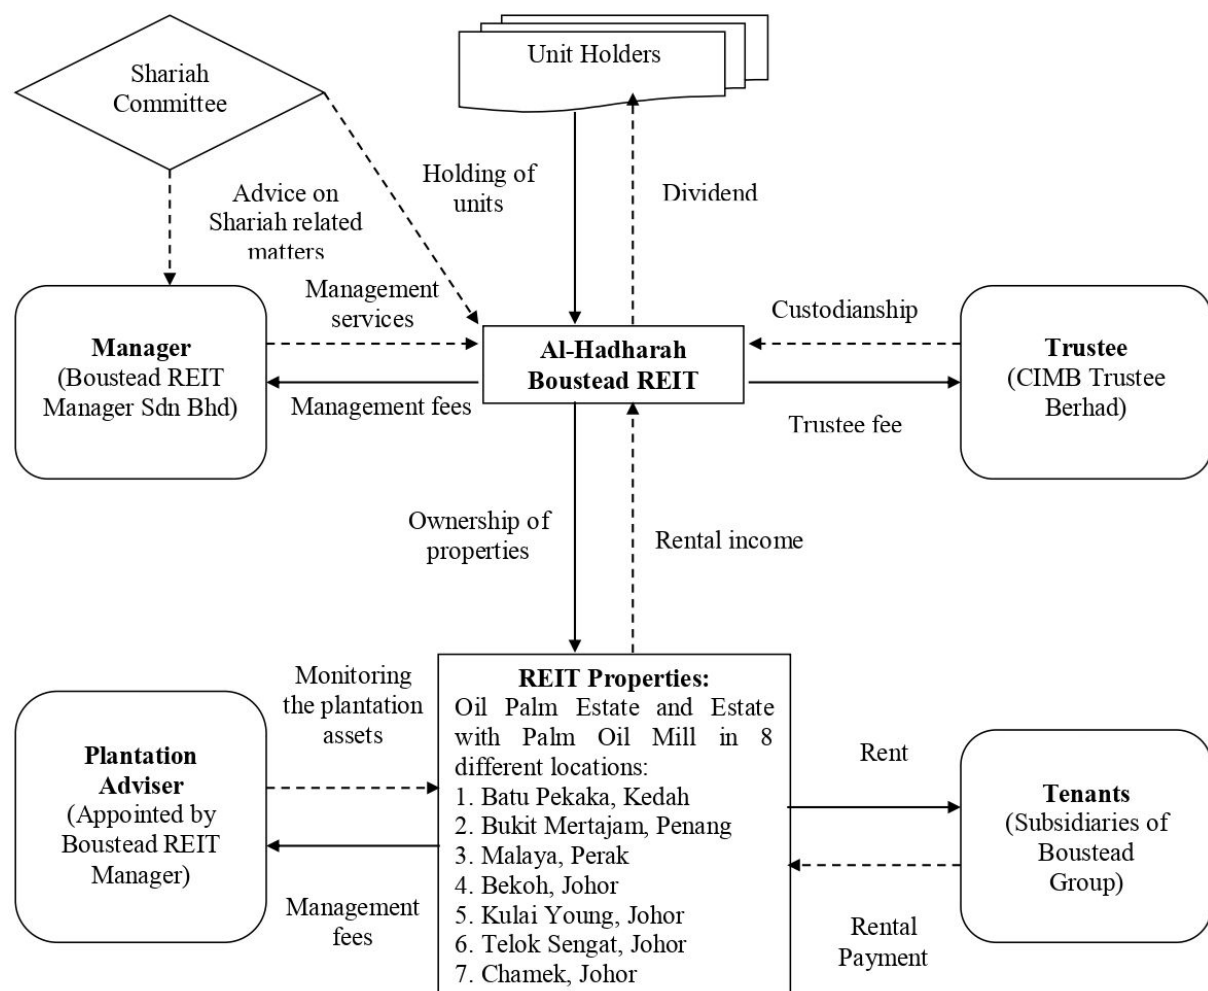 Shariah
Committee
Unit Holders
Advice on
Shariah related
matters
Holding of
units
Dividend
Management
services
Custodianship
Manager
(Boustead REIT
Manager Sdn Bhd)
Al-Hadharah
Boustead REIT
Trustee
(CIMB Trustee
Berhad)
Management fees
Trustee fee
Ownership of
properties
Rental income
Monitoring
the plantation
assets
REIT Properties:
Oil Palm Estate and Estate
with Palm Oil Mill in 8
different locations:
1. Batu Pekaka, Kedah
2. Bukit Mertajam, Penang
3. Malaya, Perak
4. Bekoh, Johor
5. Kulai Young, Johor
6. Telok Sengat, Johor
7. Chamek, Johor
Plantation
Adviser
(Appointed by
Boustead REIT
Manager)
Rent
Tenants
(Subsidiaries of
Boustead
Group)
Management
fees
Rental
Payment